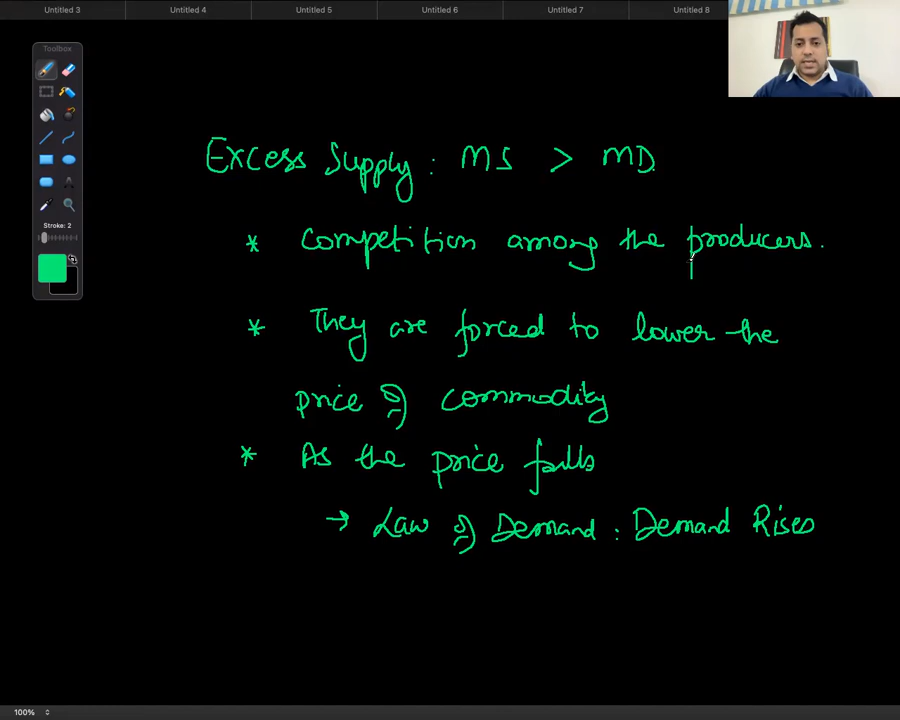 Untitled 3
Untitled 4
Untitled 5
Untitled 6
Untitled 7
Untitled 8
Toolbox
Stroke: 2
Excess Supply : MS > MD
* Competition among the producers.
* They are forced to lower the
price of commodity
* As the price falls
→ Law of Demand : Demand Rises
100%